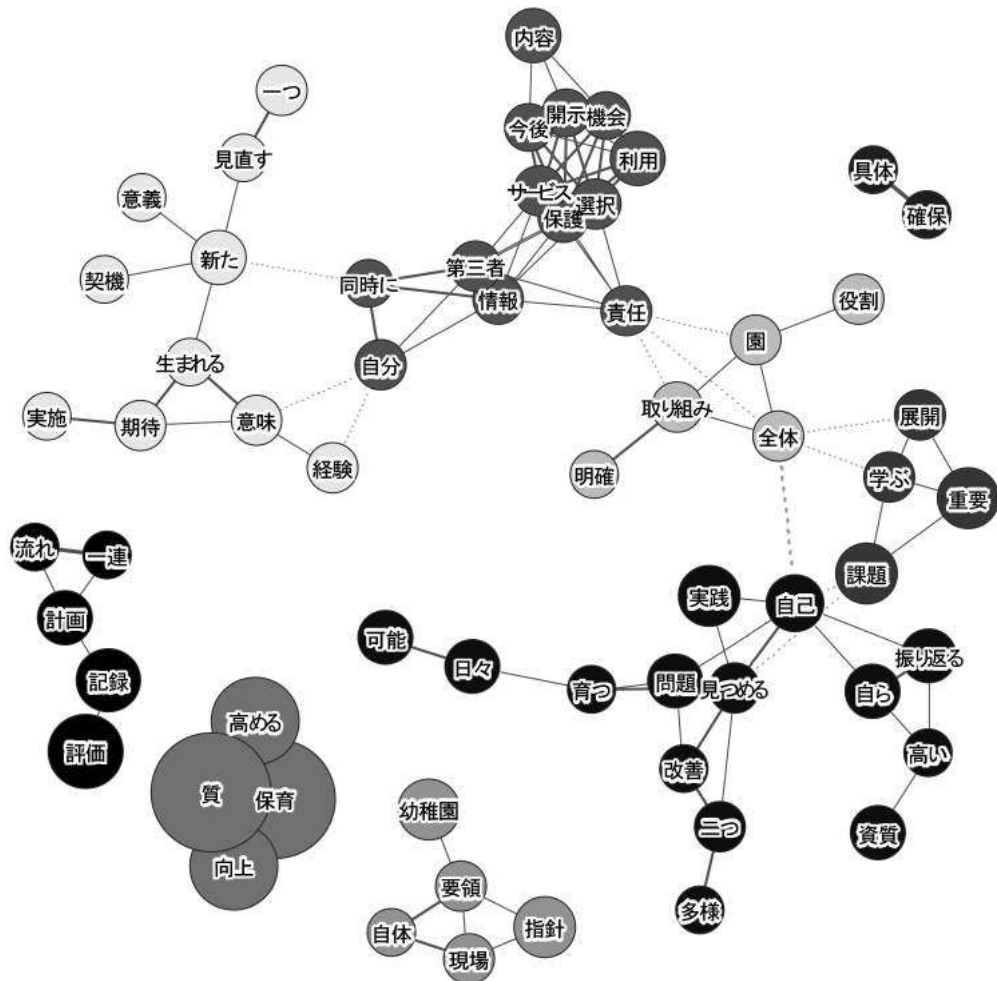 内容
一つ
開示
機会
今後
見直す
利用
具体
意義
サービス
選択
保護
確保
新た
第三者
契機
同時に
情報
役割
責任
園
生まれる
自分
取り組み
実施
期待
意味
全体
展開
経験
明確
学ぶ
重要
流れ
一連
課題
実践
自己
計画
可能
日々
振り返る
記録
育つ
問題
見つめる
自ら
高める
評価
改善
高い
質
保育
幼稚園
二つ
資質
向上
要領
多様
自体
指針
現場